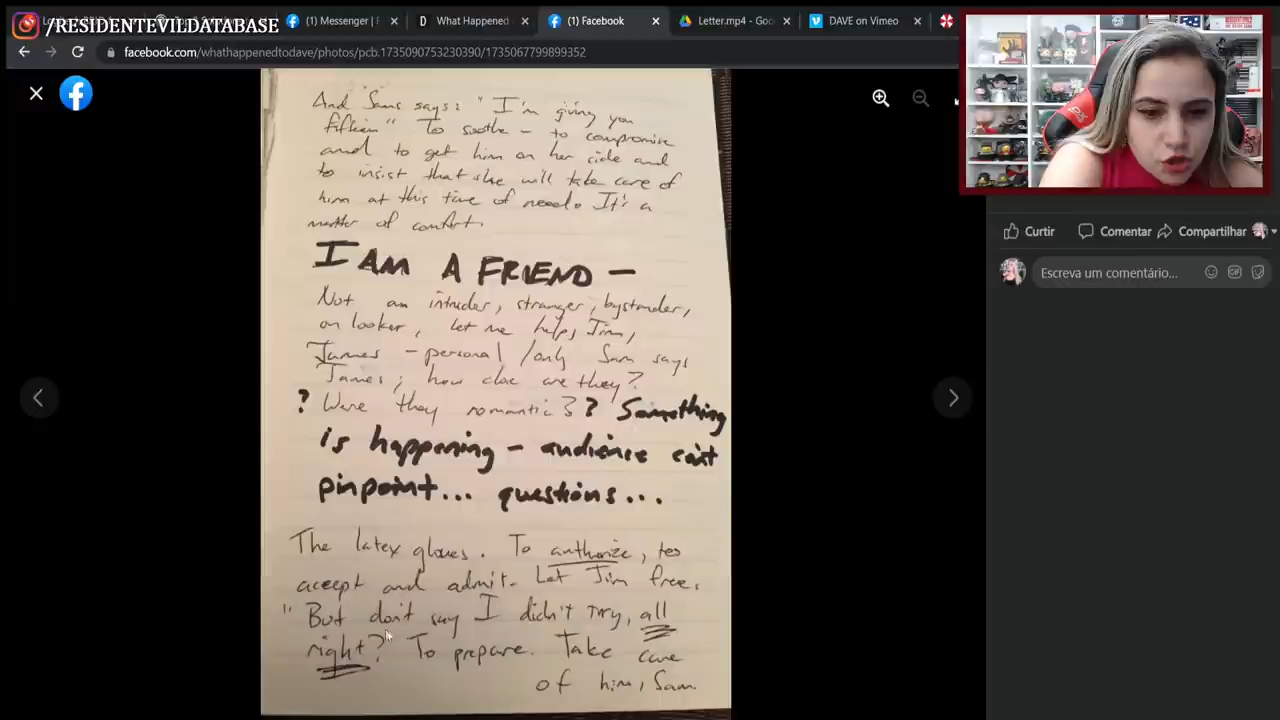 /RESIDENTEVILDATABASE
(1) Messenger | F
What Happened
(1) Facebook
Letter.mp4 - Goo
DAVE on Vimeo
facebook.com/whathappenedtodave/photos/pcb.1735090753230390/1735067799899352
And Sams says: "I'm giving you
fifteen" To soothe - to compromise
and to get him on her side and
to insist that she will take care of
him at this time of need. It's a
matter of comfort.
I AM A FRIEND -
Not an intruder, stranger, bystander,
on looker, let me help, Jim,
James - personal / only Sam says
James; how close are they?
? Were they romantic? ? Something
is happening - audience can't
pinpoint... questions...
The latex gloves. To authorize, to
accept and admit. Let Jim free.
"But don't say I didn't try, all
right?" To prepare. Take care
of him, Sam.
Curtir
Comentar
Compartilhar
Escreva um comentário...
GIF